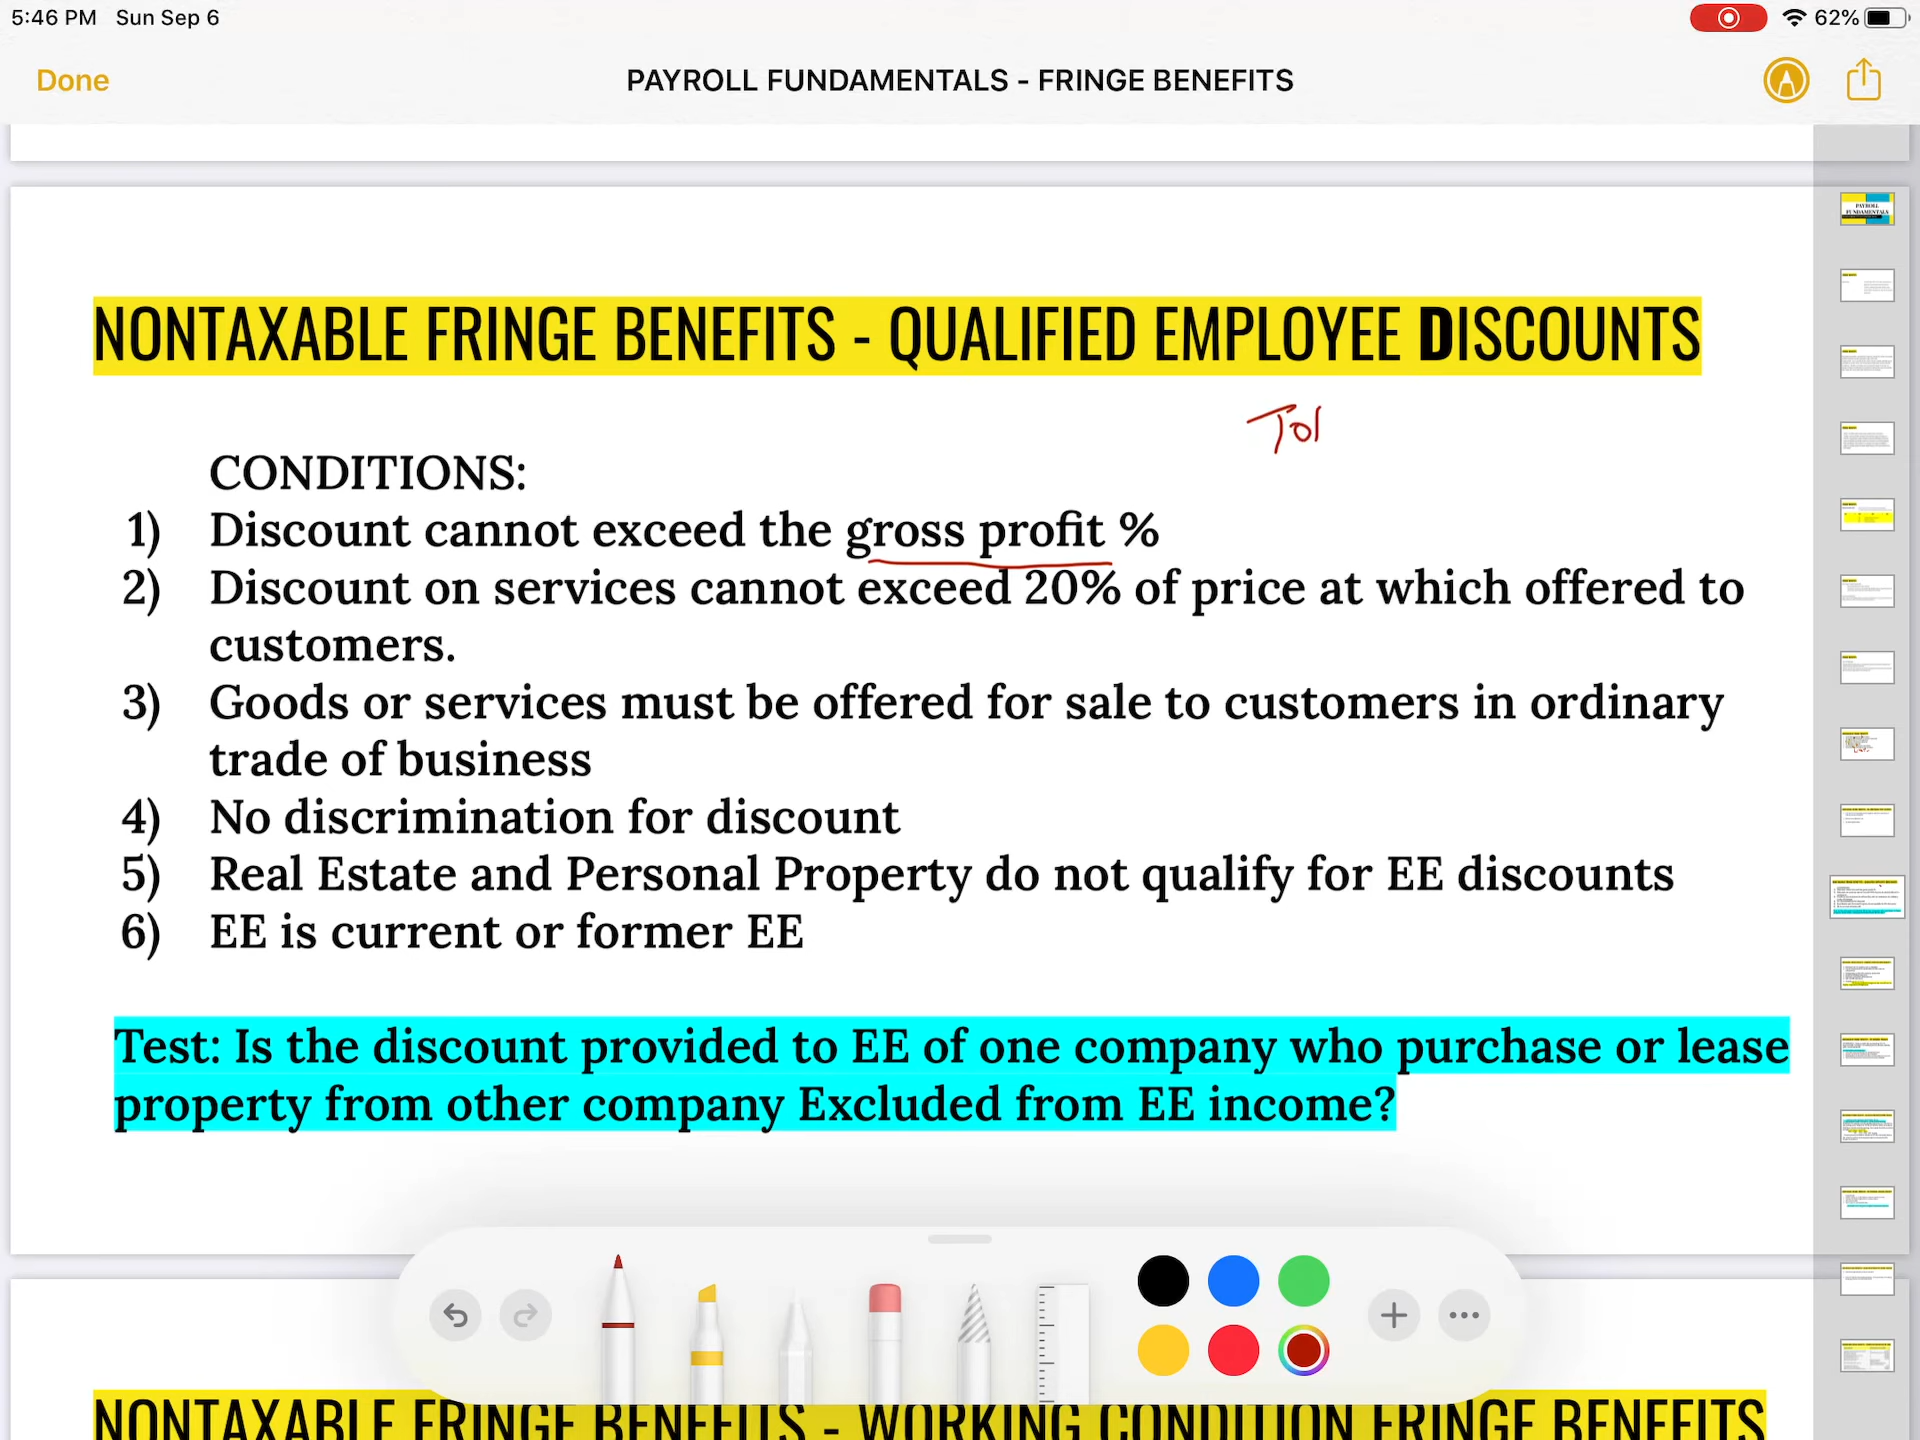 5:46 PM Sun Sep 6
62%
Done
PAYROLL FUNDAMENTALS - FRINGE BENEFITS
NONTAXABLE FRINGE BENEFITS - QUALIFIED EMPLOYEE DISCOUNTS
Tol
CONDITIONS:
1) Discount cannot exceed the gross profit %
2) Discount on services cannot exceed 20% of price at which offered to
customers.
3) Goods or services must be offered for sale to customers in ordinary
trade of business
4) No discrimination for discount
5) Real Estate and Personal Property do not qualify for EE discounts
6) EE is current or former EE
Test: Is the discount provided to EE of one company who purchase or lease
property from other company Excluded from EE income?
NONTAXABLE FRINGE BENEFITS - WORKING CONDITION FRINGE BENEFITS
PAYROLL
FUNDAMENTALS